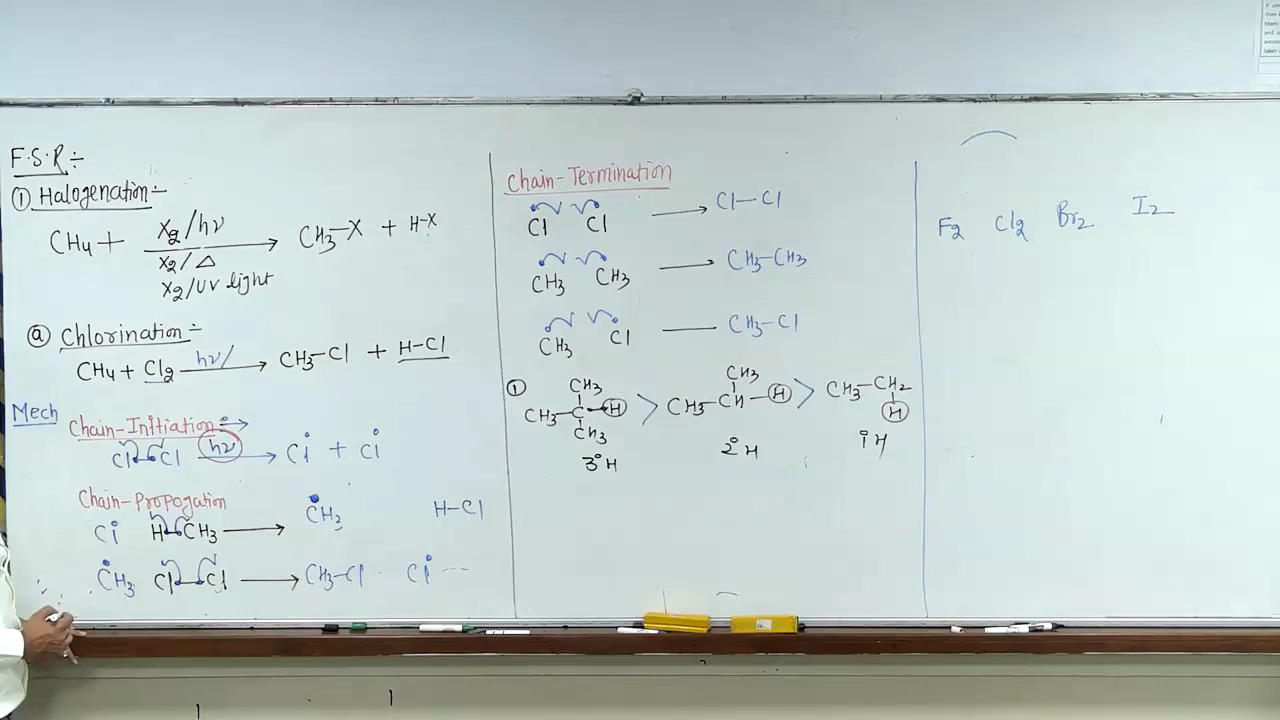 F.S.R÷
① Halogenation:-
CH4 + X2/hν → CH3-X + H-X
X2/△
X2/UV light
ⓐ Chlorination ÷
CH4 + Cl2 hν/ → CH3-Cl + H-Cl
Mech
Chain-Initiation ÷→
Cl-Cl hν → Cl• + Cl•
Chain-Propogation
Cl• H-CH3 → •CH3 H-Cl
•CH3 Cl-Cl → CH3-Cl Cl• ----
Chain-Termination
Cl• •Cl → Cl-Cl
•CH3 •CH3 → CH3-CH3
•CH3 •Cl — CH3-Cl
① CH3 CH3
CH3-C-H > CH3-CH-H > CH3-CH2
CH3 H
3°H 2°H 1°H
F2 Cl2 Br2 I2